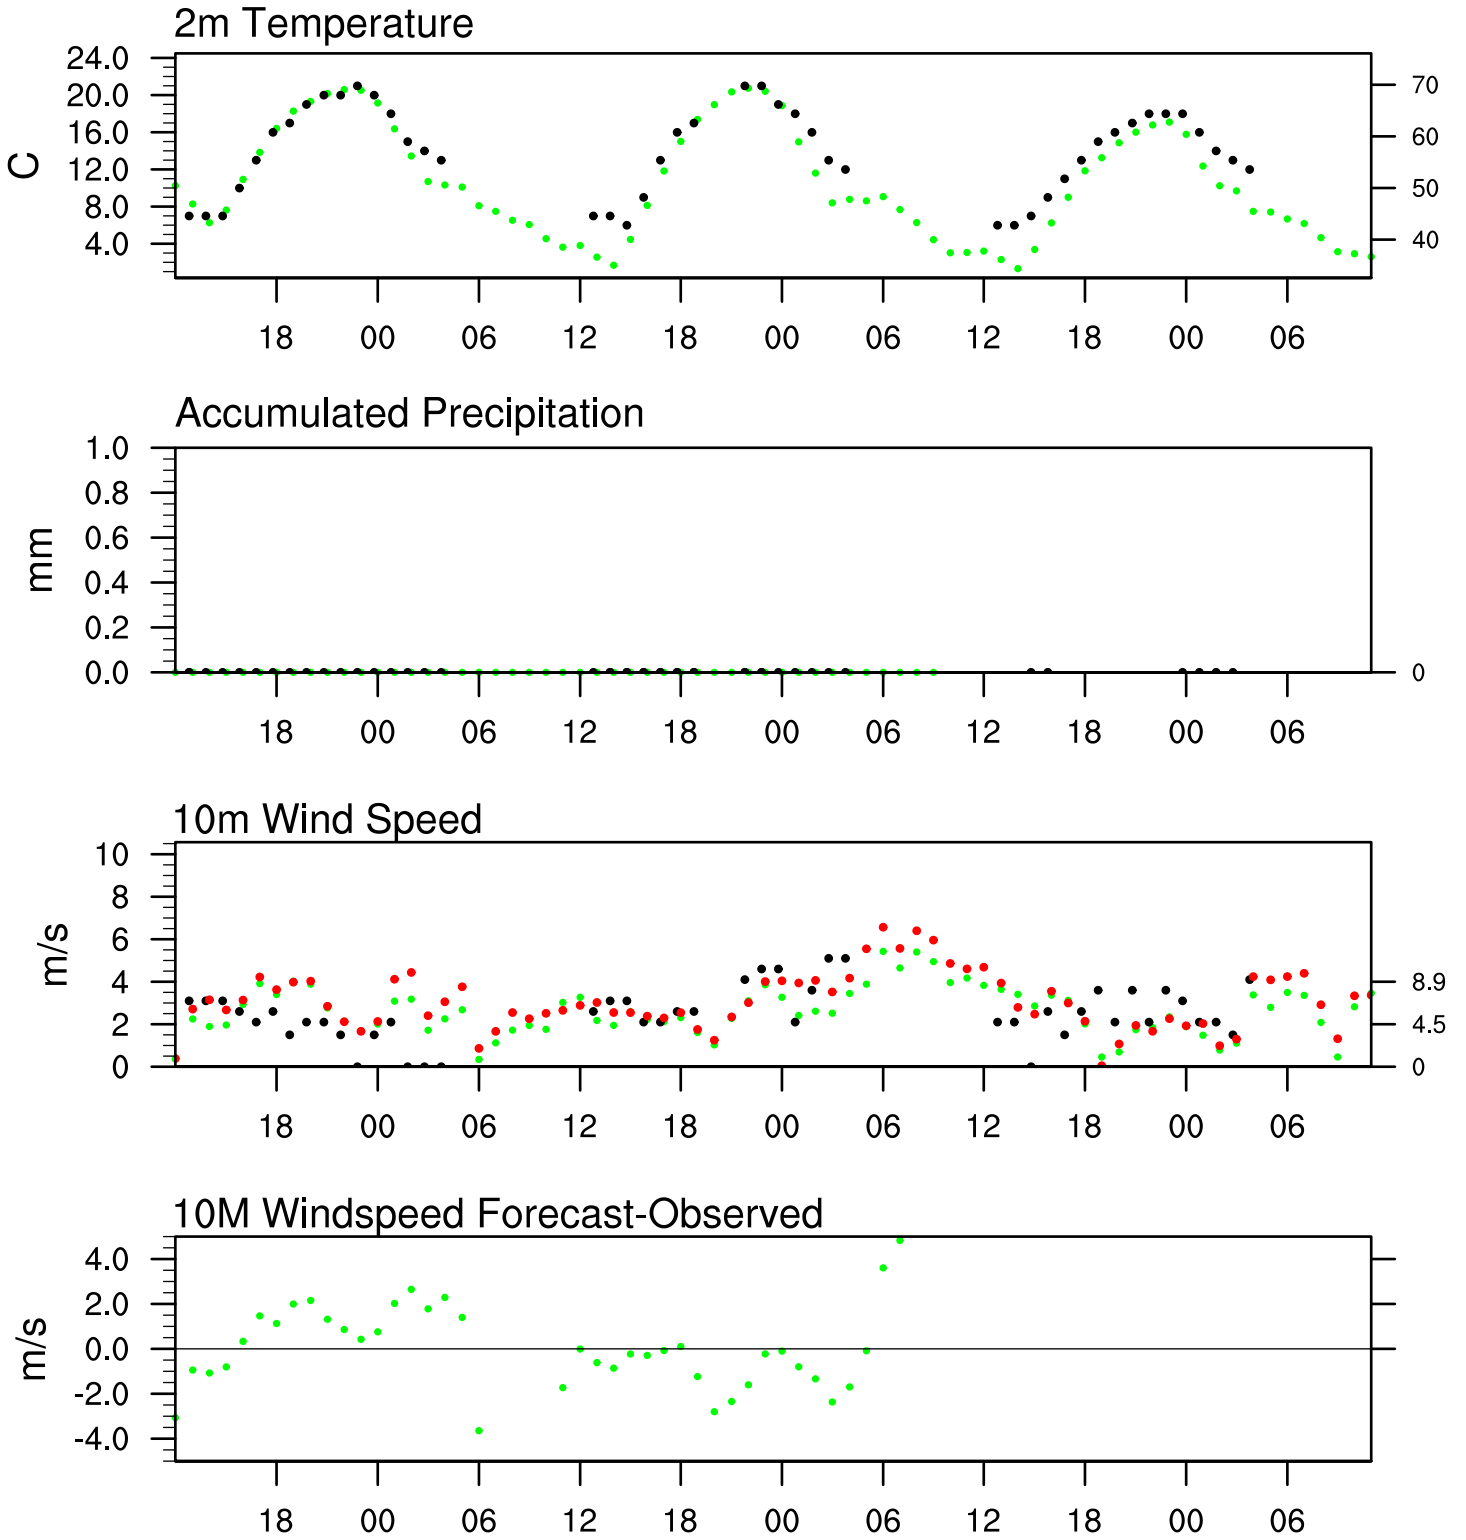 2m Temperature
24.0
20.0
16.0
12.0
8.0
4.0
C
70
60
50
40
18 00 06 12 18 00 06 12 18 00 06
Accumulated Precipitation
1.0
0.8
0.6
0.4
0.2
0.0
mm
0
18 00 06 12 18 00 06 12 18 00 06
10m Wind Speed
10
8
6
4
2
0
m/s
8.9
4.5
0
18 00 06 12 18 00 06 12 18 00 06
10M Windspeed Forecast-Observed
4.0
2.0
0.0
-2.0
-4.0
m/s
18 00 06 12 18 00 06 12 18 00 06